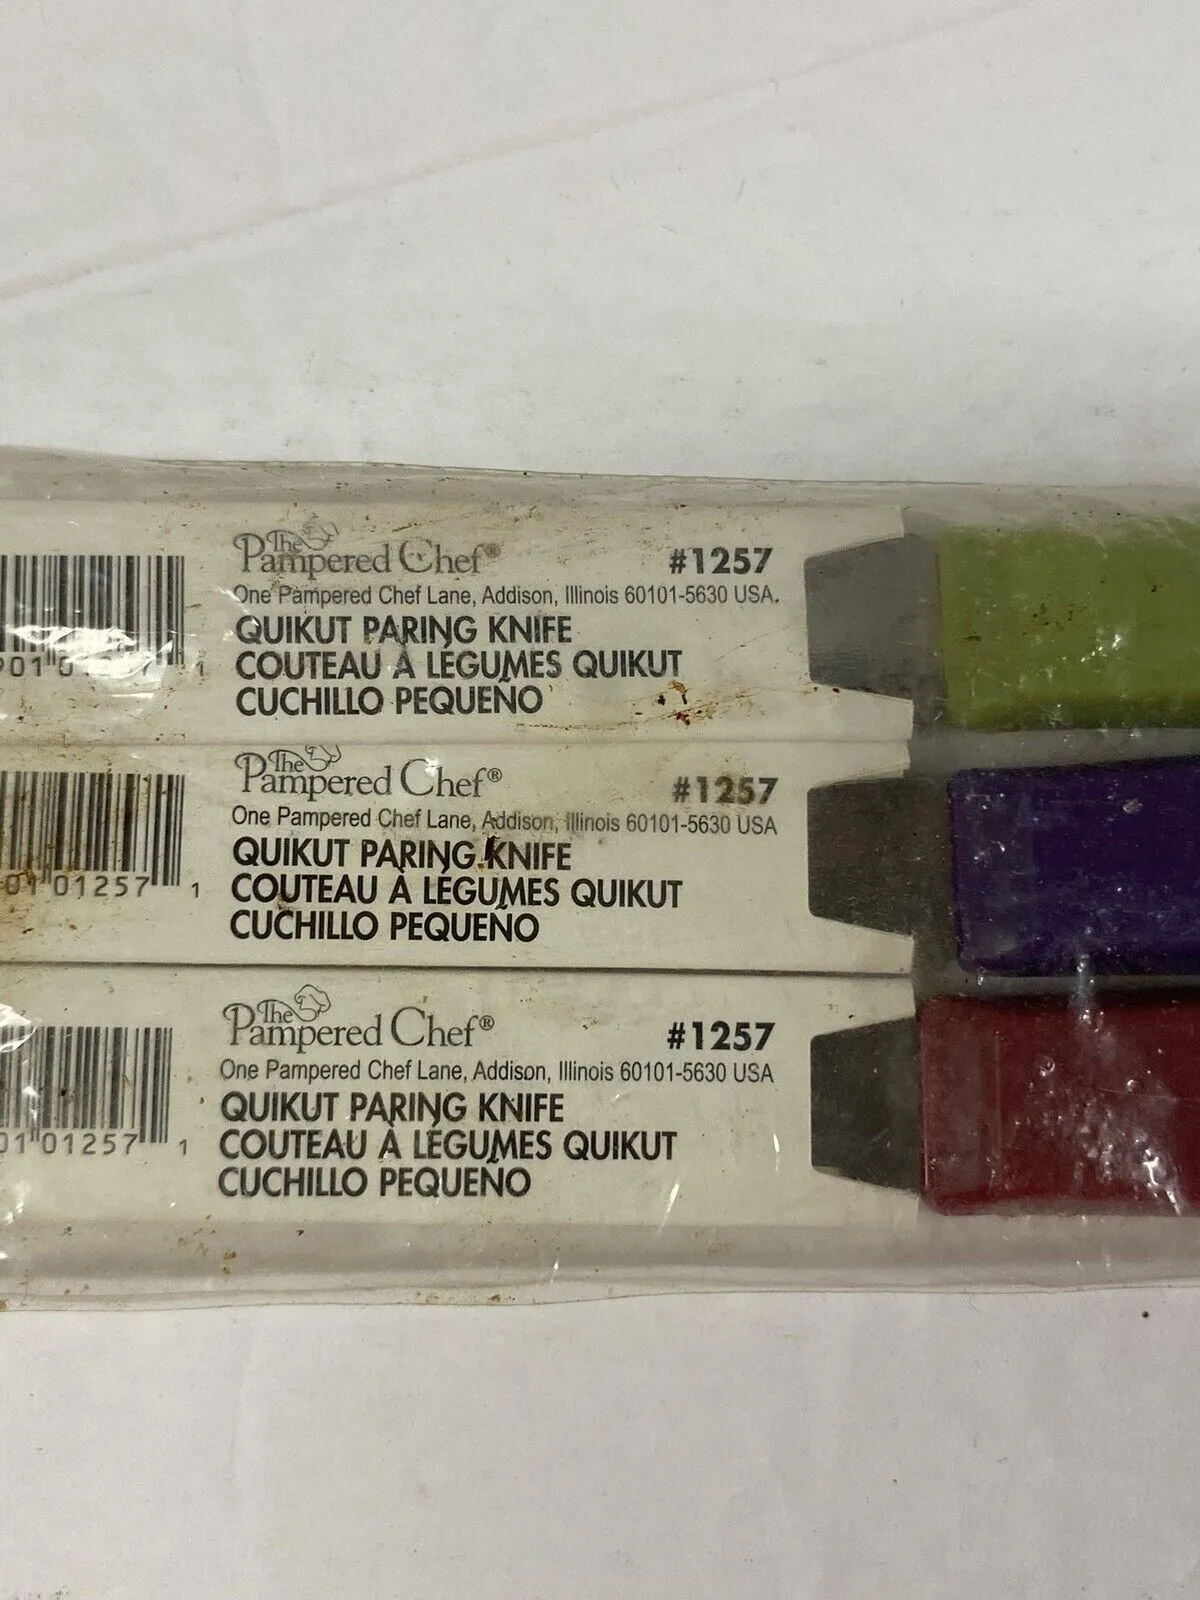 The
Pampered Chef® #1257
One Pampered Chef Lane, Addison, Illinois 60101-5630 USA.
QUIKUT PARING KNIFE
COUTEAU À LÉGUMES QUIKUT
CUCHILLO PEQUEÑO
1
The
Pampered Chef® #1257
One Pampered Chef Lane, Addison, Illinois 60101-5630 USA
QUIKUT PARING KNIFE
COUTEAU À LÉGUMES QUIKUT
CUCHILLO PEQUEÑO
01 01257 1
The
Pampered Chef® #1257
One Pampered Chef Lane, Addison, Illinois 60101-5630 USA
QUIKUT PARING KNIFE
COUTEAU À LÉGUMES QUIKUT
CUCHILLO PEQUEÑO
01 01257 1